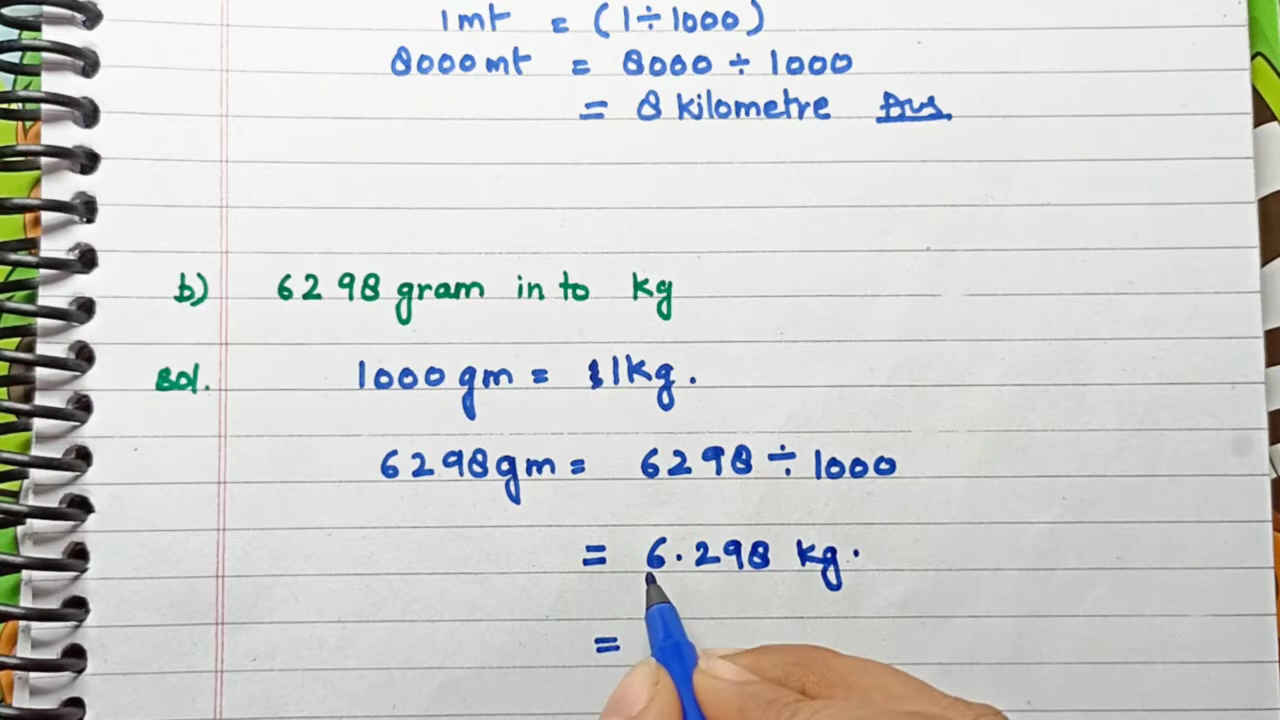 1mt = (1÷1000)
8000mt = 8000 ÷ 1000
= 8 kilometre Ans
b) 6298 gram in to kg
sol. 1000gm = 1kg.
6298gm = 6298 ÷ 1000
= 6.298 kg.
=